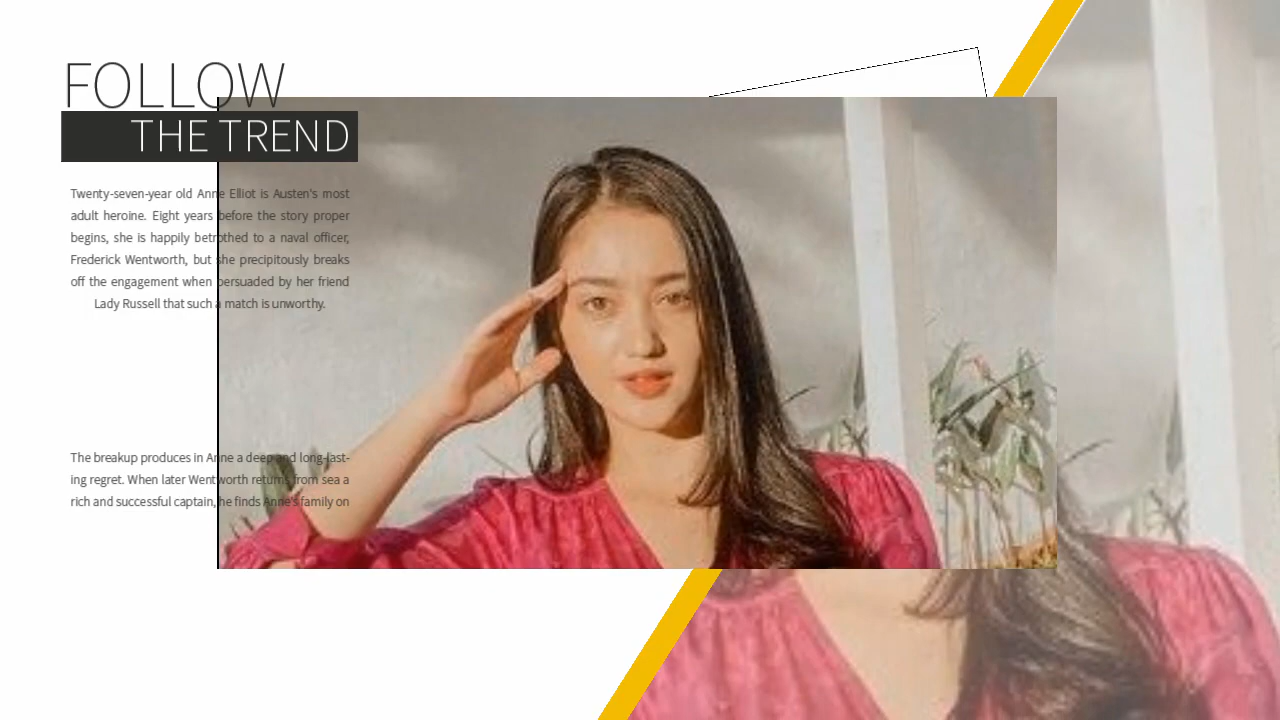 FOLLOW
THE TREND
Twenty-seven-year old Anne Elliot is Austen's most
adult heroine. Eight years before the story proper
begins, she is happily betrothed to a naval officer,
Frederick Wentworth, but she precipitously breaks
off the engagement when persuaded by her friend
Lady Russell that such a match is unworthy.
The breakup produces in Anne a deep and long-last-
ing regret. When later Wentworth returns from sea a
rich and successful captain, he finds Anne's family on